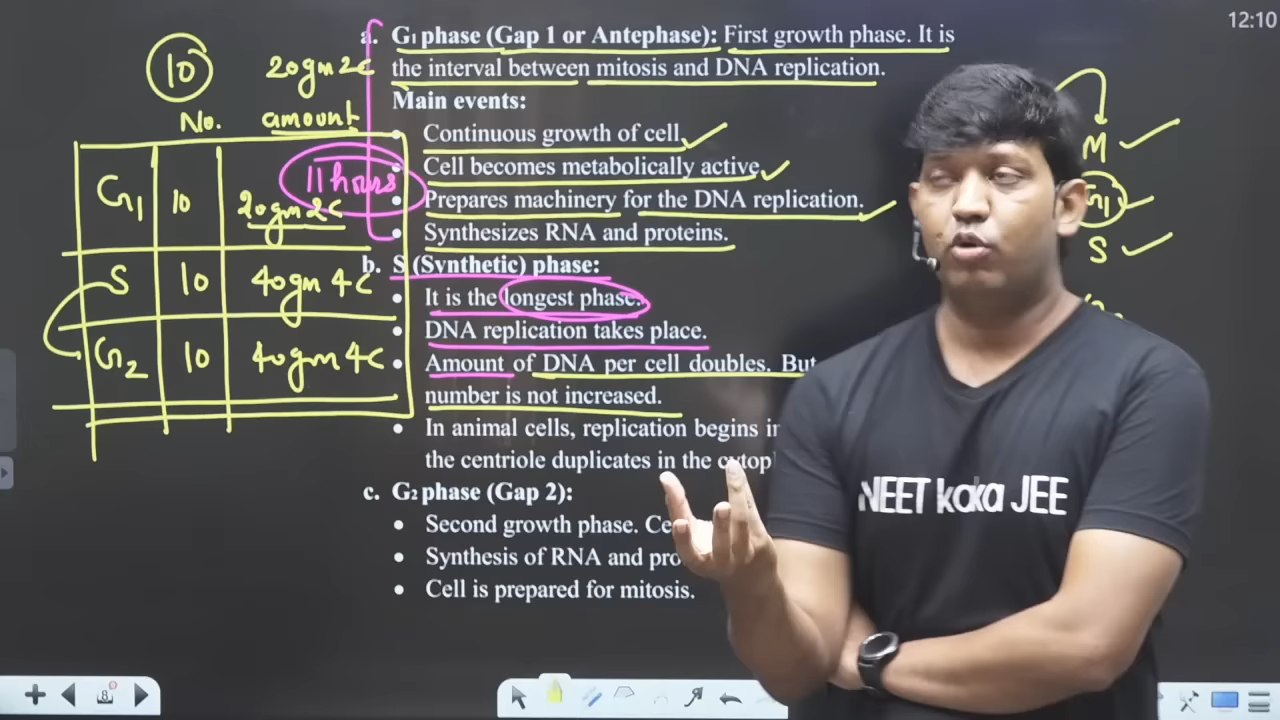 12:10
10
20gm 2C
No.
amount
G1
10
11 hours
20gm 2C
S
10
40gm 4C
G2
10
40gm 4C
a. G1 phase (Gap 1 or Antephase): First growth phase. It is
the interval between mitosis and DNA replication.
Main events:
Continuous growth of cell.
Cell becomes metabolically active.
• Prepares machinery for the DNA replication.
Synthesizes RNA and proteins.
b. S (Synthetic) phase:
• It is the longest phase.
• DNA replication takes place.
• Amount of DNA per cell doubles. But
number is not increased.
• In animal cells, replication begins in
the centriole duplicates in the
c. G2 phase (Gap 2):
• Second growth phase.
• Synthesis of RNA and
• Cell is prepared for mitosis.
M
G1
S
NEET kaka JEE
8